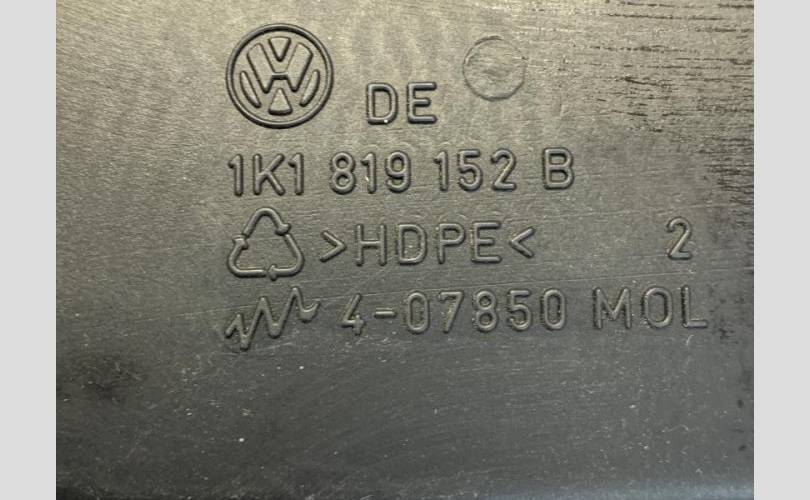 DE
1K1 819 152 B
>HDPE< 2
4-07850 MOL